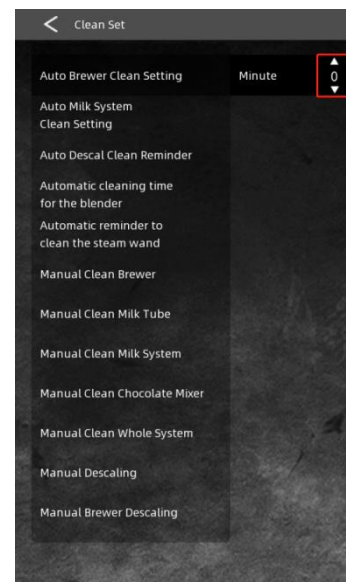 Clean Set
Auto Brewer Clean Setting Minute 0
Auto Milk System
Clean Setting
Auto Descal Clean Reminder
Automatic cleaning time
for the blender
Automatic reminder to
clean the steam wand
Manual Clean Brewer
Manual Clean Milk Tube
Manual Clean Milk System
Manual Clean Chocolate Mixer
Manual Clean Whole System
Manual Descaling
Manual Brewer Descaling